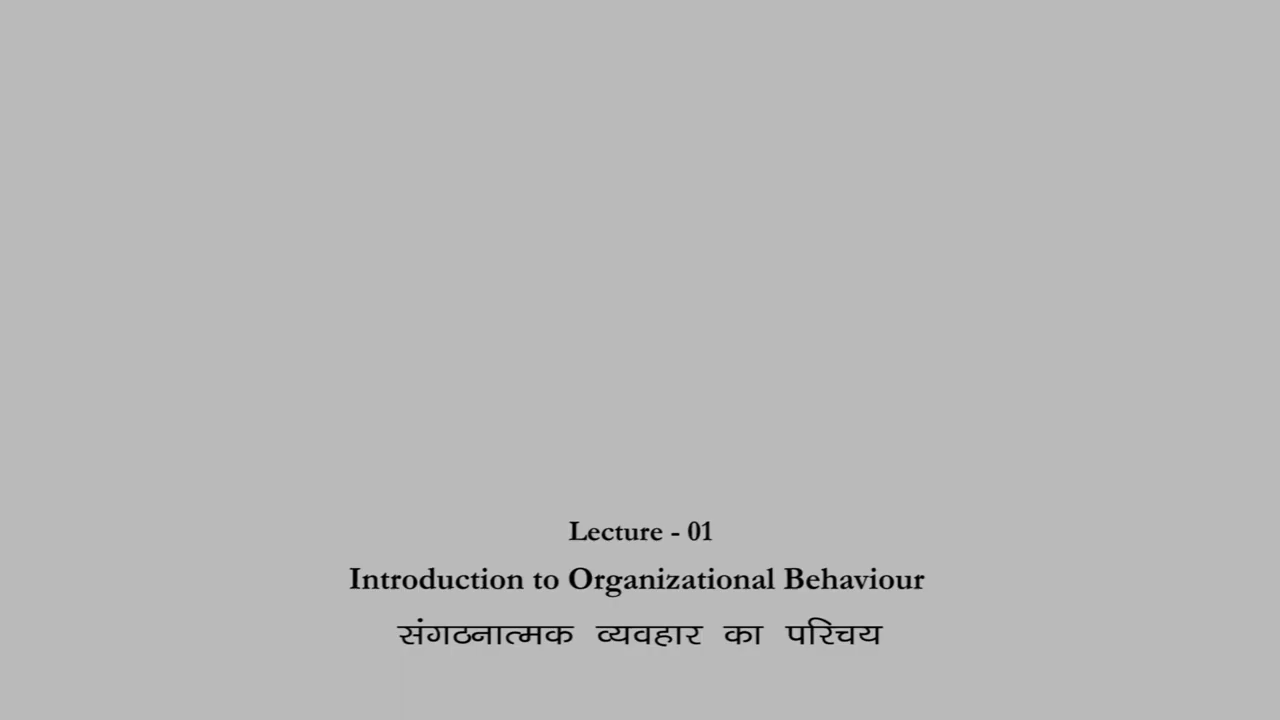 Lecture - 01
Introduction to Organizational Behaviour
संगठनात्मक व्यवहार का परिचय